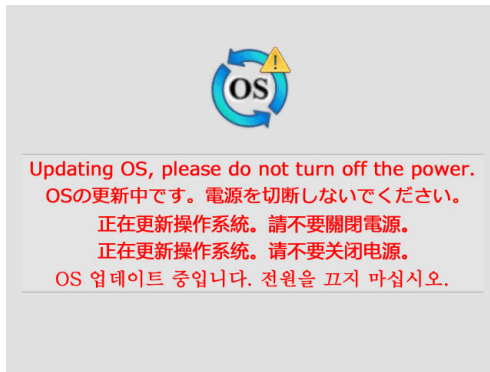 OS
Updating OS, please do not turn off the power.
OSの更新中です。電源を切断しないでください。
正在更新操作系統。請不要關閉電源。
正在更新操作系统。请不要关闭电源。
OS 업데이트 중입니다. 전원을 끄지 마십시오.